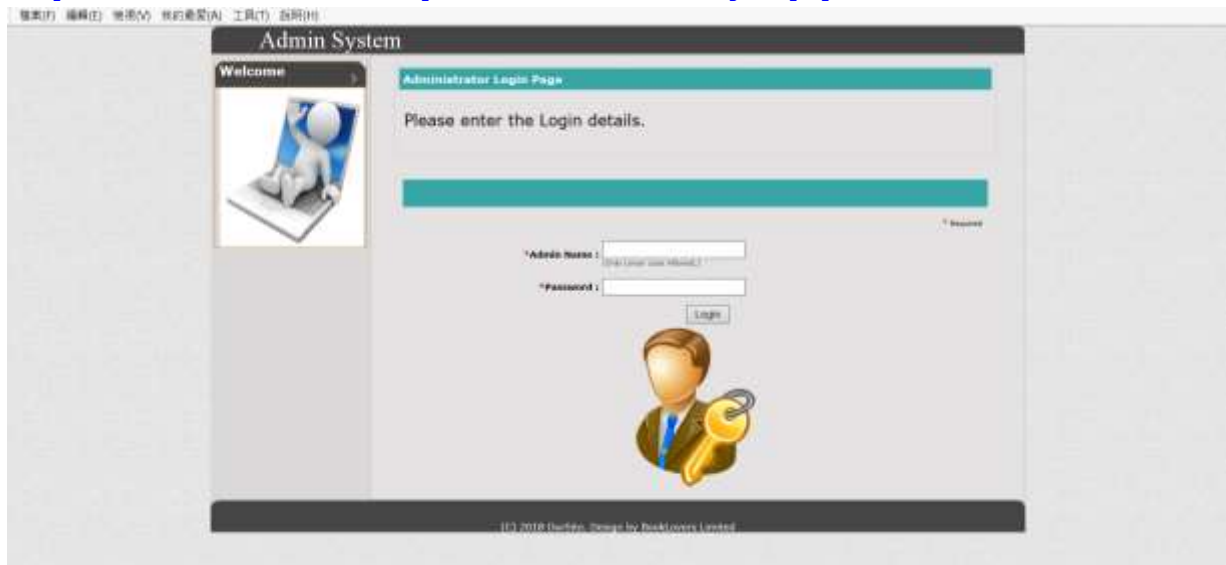 檔案(F) 編輯(E) 檢視(V) 我的最愛(A) 工具(T) 說明(H)
Admin System
Welcome
Administrator Login Page
Please enter the Login details.
* Required
*Admin Name :
*Password :
Login
(C) 2018 Design by BookLovers Limited